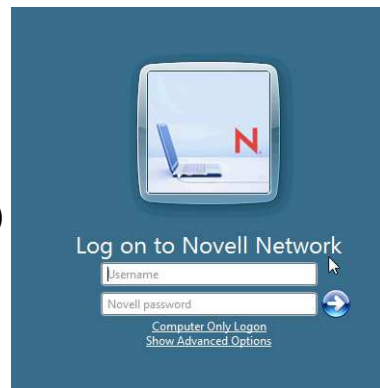 N
Log on to Novell Network
Username
Novell password
Computer Only Logon
Show Advanced Options